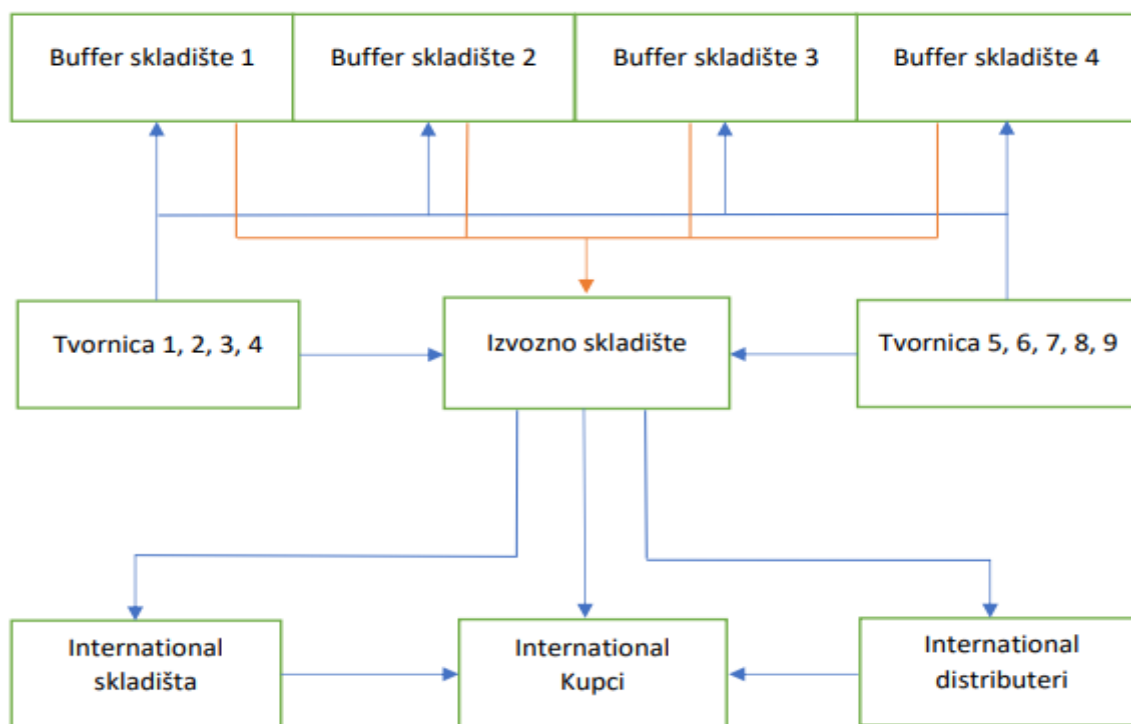 Buffer skladište 1
Buffer skladište 2
Buffer skladište 3
Buffer skladište 4
Tvornica 1, 2, 3, 4
Izvozno skladište
Tvornica 5, 6, 7, 8, 9
International
skladišta
International
Kupci
International
distributeri